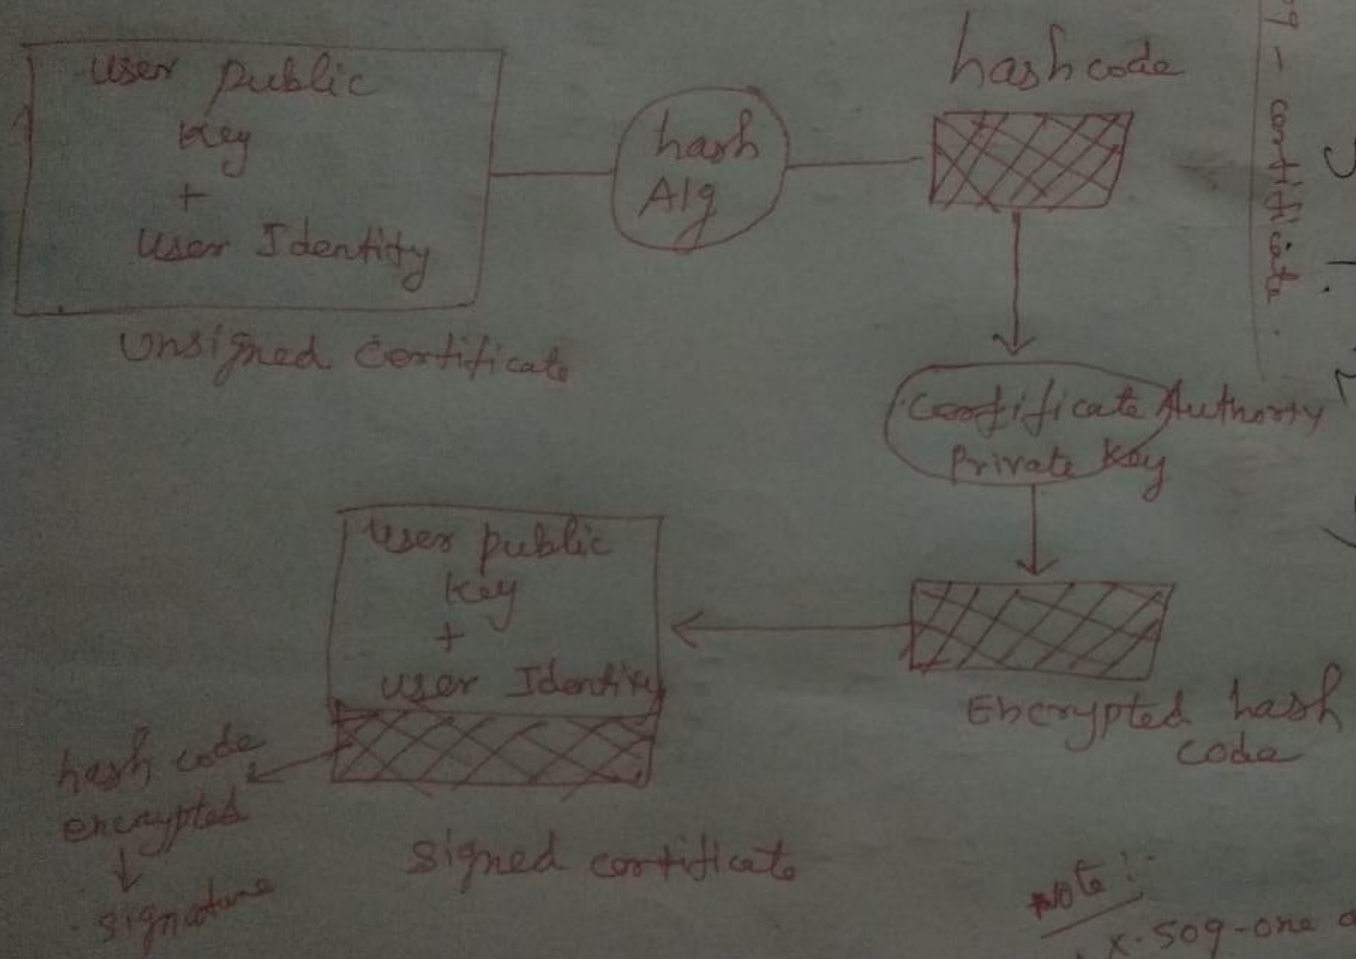 user public
Key
+
User Identity
Unsigned Certificate
hash
Alg
hash code
Certificate Authority
Private Key
Encrypted hash
code
User public
Key
+
user Identity
hash code
encrypted
↓
signature
Signed certificate
Note :-
x.509-one
09 - certificate.